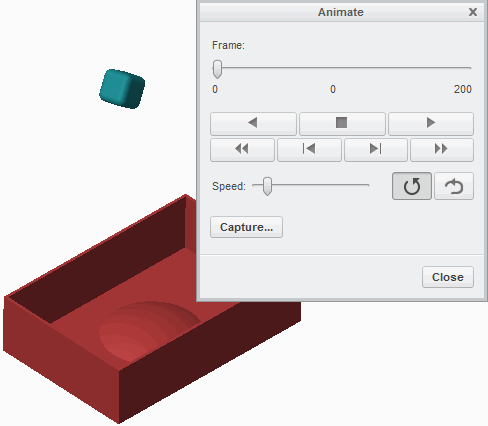 Animate
Frame:
0 0 200
Speed:
Capture...
Close